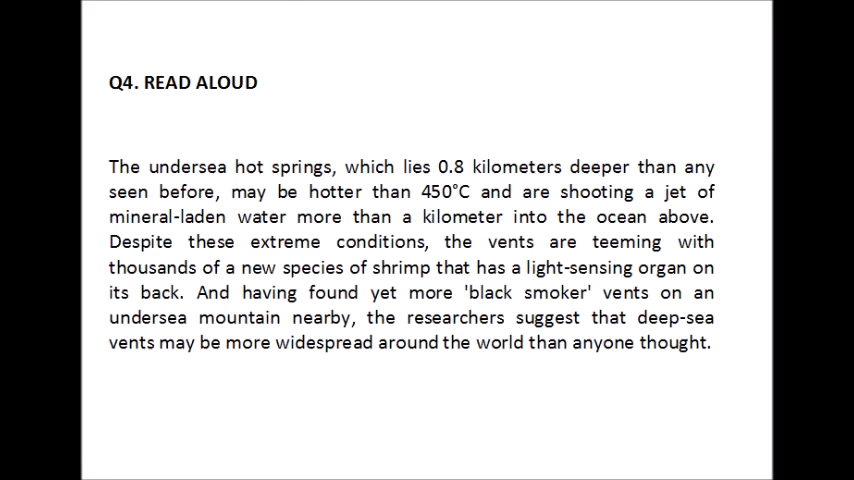 Q4. READ ALOUD
The undersea hot springs, which lies 0.8 kilometers deeper than any
seen before, may be hotter than 450°C and are shooting a jet of
mineral-laden water more than a kilometer into the ocean above.
Despite these extreme conditions, the vents are teeming with
thousands of a new species of shrimp that has a light-sensing organ on
its back. And having found yet more 'black smoker' vents on an
undersea mountain nearby, the researchers suggest that deep-sea
vents may be more widespread around the world than anyone thought.